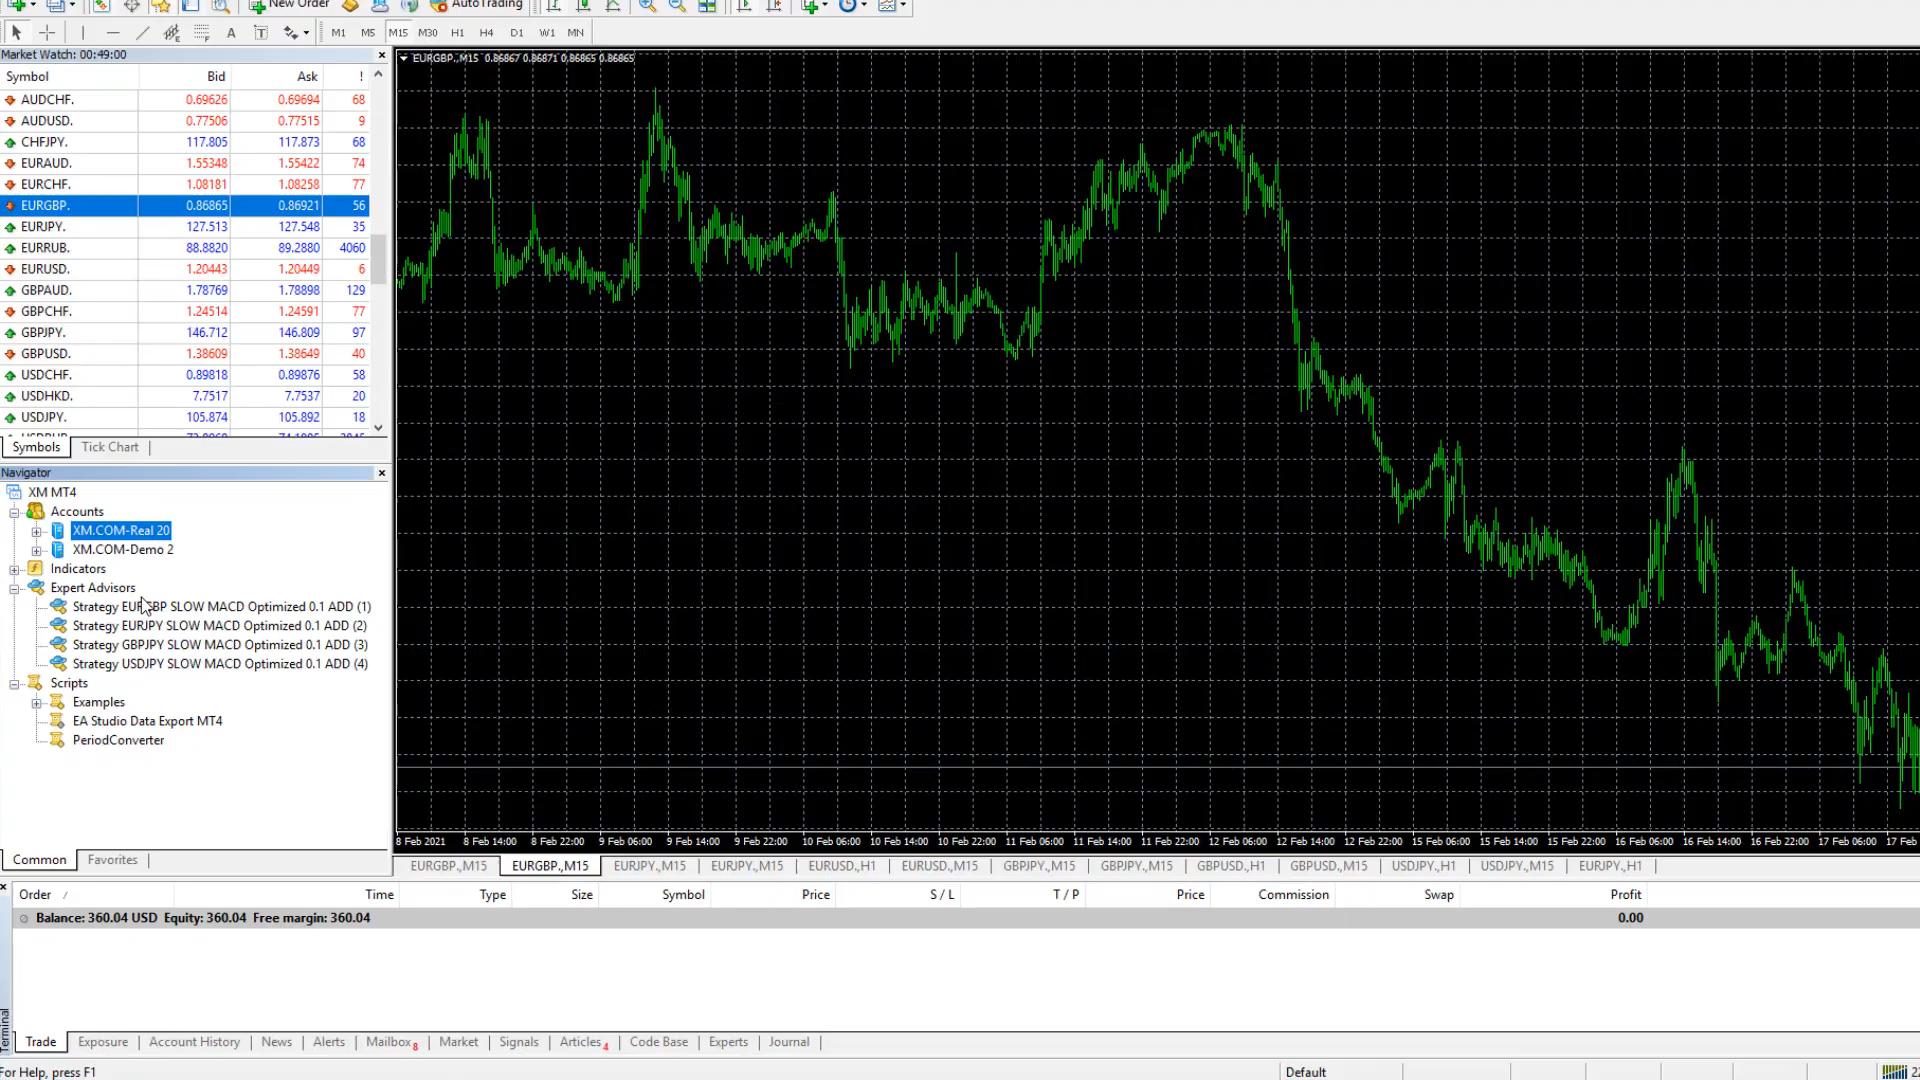 New Order AutoTrading
A T M1 M5 M15 M30 H1 H4 D1 W1 MN
Market Watch: 00:49:00
Symbol Bid Ask !
AUDCHF. 0.69626 0.69694 68
AUDUSD. 0.77506 0.77515 9
CHFJPY. 117.805 117.873 68
EURAUD. 1.55348 1.55422 74
EURCHF. 1.08181 1.08258 77
EURGBP. 0.86865 0.86921 56
EURJPY. 127.513 127.548 35
EURRUB. 88.8820 89.2880 4060
EURUSD. 1.20443 1.20449 6
GBPAUD. 1.78769 1.78898 129
GBPCHF. 1.24514 1.24591 77
GBPJPY. 146.712 146.809 97
GBPUSD. 1.38609 1.38649 40
USDCHF. 0.89818 0.89876 58
USDHKD. 7.7517 7.7537 20
USDJPY. 105.874 105.892 18
Symbols Tick Chart
Navigator
XM MT4
Accounts
XM.COM-Real 20
XM.COM-Demo 2
Indicators
Expert Advisors
Strategy EURGBP SLOW MACD Optimized 0.1 ADD (1)
Strategy EURJPY SLOW MACD Optimized 0.1 ADD (2)
Strategy GBPJPY SLOW MACD Optimized 0.1 ADD (3)
Strategy USDJPY SLOW MACD Optimized 0.1 ADD (4)
Scripts
Examples
EA Studio Data Export MT4
PeriodConverter
Common Favorites
EURGBP.,M15 0.86867 0.86871 0.86865 0.86865
8 Feb 2021 8 Feb 14:00 8 Feb 22:00 9 Feb 06:00 9 Feb 14:00 9 Feb 22:00 10 Feb 06:00 10 Feb 14:00 10 Feb 22:00 11 Feb 06:00 11 Feb 14:00 11 Feb 22:00 12 Feb 06:00 12 Feb 14:00 12 Feb 22:00 15 Feb 06:00 15 Feb 14:00 15 Feb 22:00 16 Feb 06:00 16 Feb 14:00 16 Feb 22:00 17 Feb 06:00 17 Feb
EURGBP.,M15 EURGBP.,M15 EURJPY.,M15 EURJPY.,M15 EURUSD.,H1 EURUSD.,M15 GBPJPY.,M15 GBPJPY.,M15 GBPUSD.,H1 GBPUSD.,M15 USDJPY.,H1 USDJPY.,M15 EURJPY.,H1
Order / Time Type Size Symbol Price S / L T / P Price Commission Swap Profit
Balance: 360.04 USD Equity: 360.04 Free margin: 360.04 0.00
Terminal
Trade Exposure Account History News Alerts Mailbox 8 Market Signals Articles 4 Code Base Experts Journal
For Help, press F1 Default